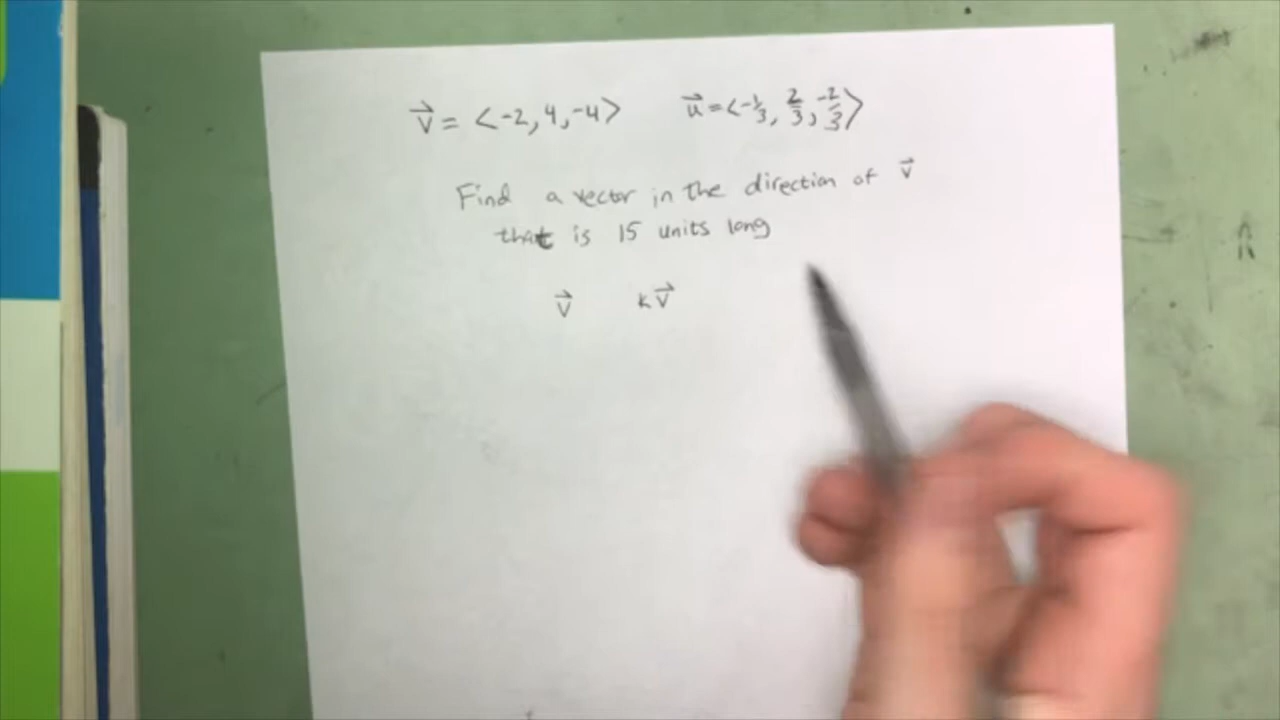 v⃗ = <-2, 4, -4> u⃗ = <-1/3, 2/3, -2/3>
Find a vector in the direction of v⃗
that is 15 units long
v⃗ kv⃗